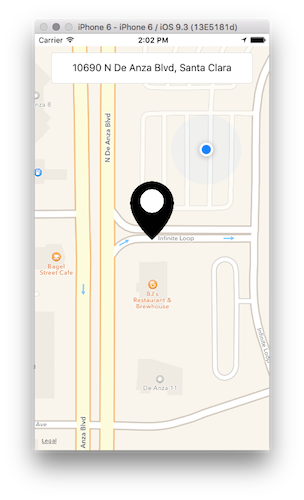 iPhone 6 - iPhone 6 / iOS 9.3 (13E5181d)
Carrier
2:02 PM
10690 N De Anza Blvd, Santa Clara
nza 8
N De Anza Blvd
Infinite Loop
Ragel
Street Cafe
BJ's
Restaurant &
Brewhouse
Infinite Loop
De Anza 11
Ave
Anza Blvd
Legal